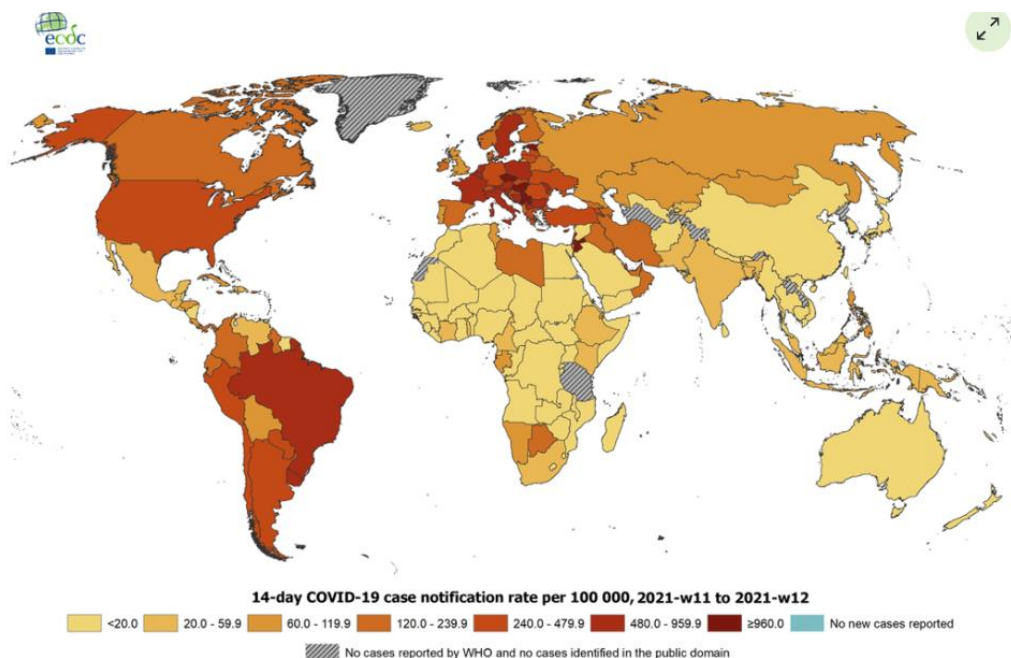 ecdc
14-day COVID-19 case notification rate per 100 000, 2021-w11 to 2021-w12
<20.0 20.0 - 59.9 60.0 - 119.9 120.0 - 239.9 240.0 - 479.9 480.0 - 959.9 ≥960.0 No new cases reported
No cases reported by WHO and no cases identified in the public domain